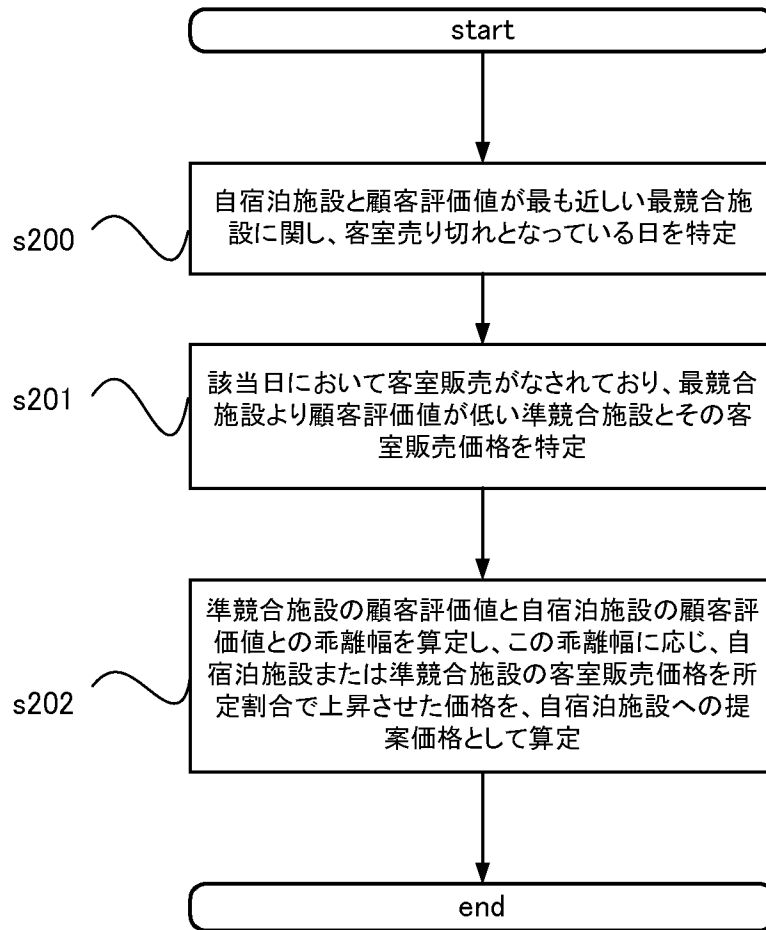 start
s200
自宿泊施設と顧客評価値が最も近しい最競合施
設に関し、客室売り切れとなっている日を特定
s201
該当日において客室販売がなされており、最競合
施設より顧客評価値が低い準競合施設とその客
室販売価格を特定
s202
準競合施設の顧客評価値と自宿泊施設の顧客評
価値との乖離幅を算定し、この乖離幅に応じ、自
宿泊施設または準競合施設の客室販売価格を所
定割合で上昇させた価格を、自宿泊施設への提
案価格として算定
end